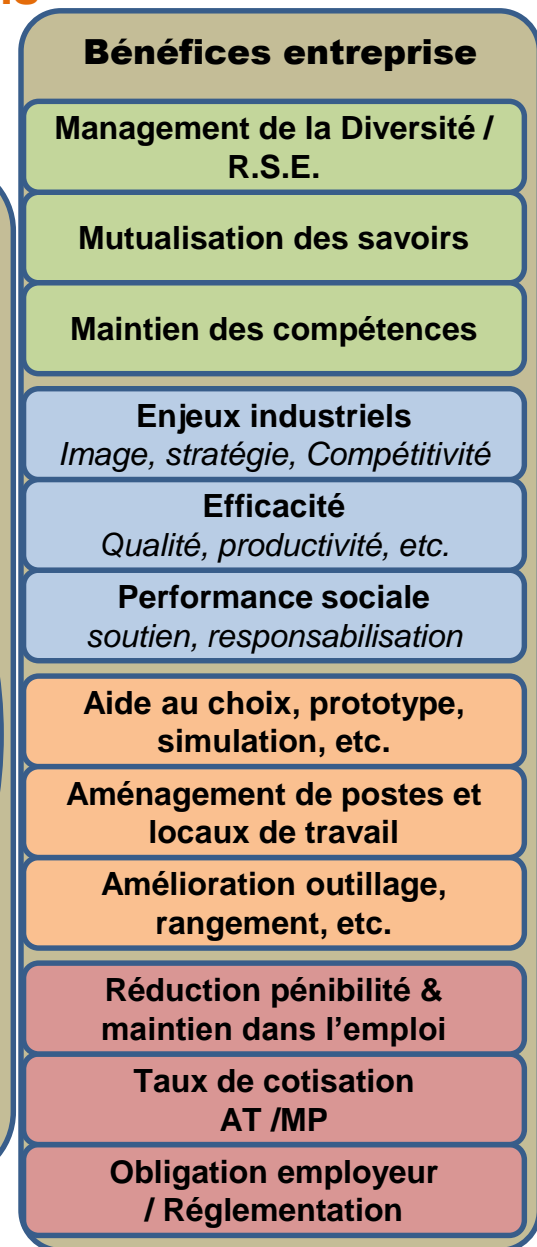 Bénéfices entreprise
Management de la Diversité /
R.S.E.
Mutualisation des savoirs
Maintien des compétences
Enjeux industriels
Image, stratégie, Compétitivité
Efficacité
Qualité, productivité, etc.
Performance sociale
soutien, responsabilisation
Aide au choix, prototype,
simulation, etc.
Aménagement de postes et
locaux de travail
Amélioration outillage,
rangement, etc.
Réduction pénibilité &
maintien dans l’emploi
Taux de cotisation
AT /MP
Obligation employeur
/ Réglementation